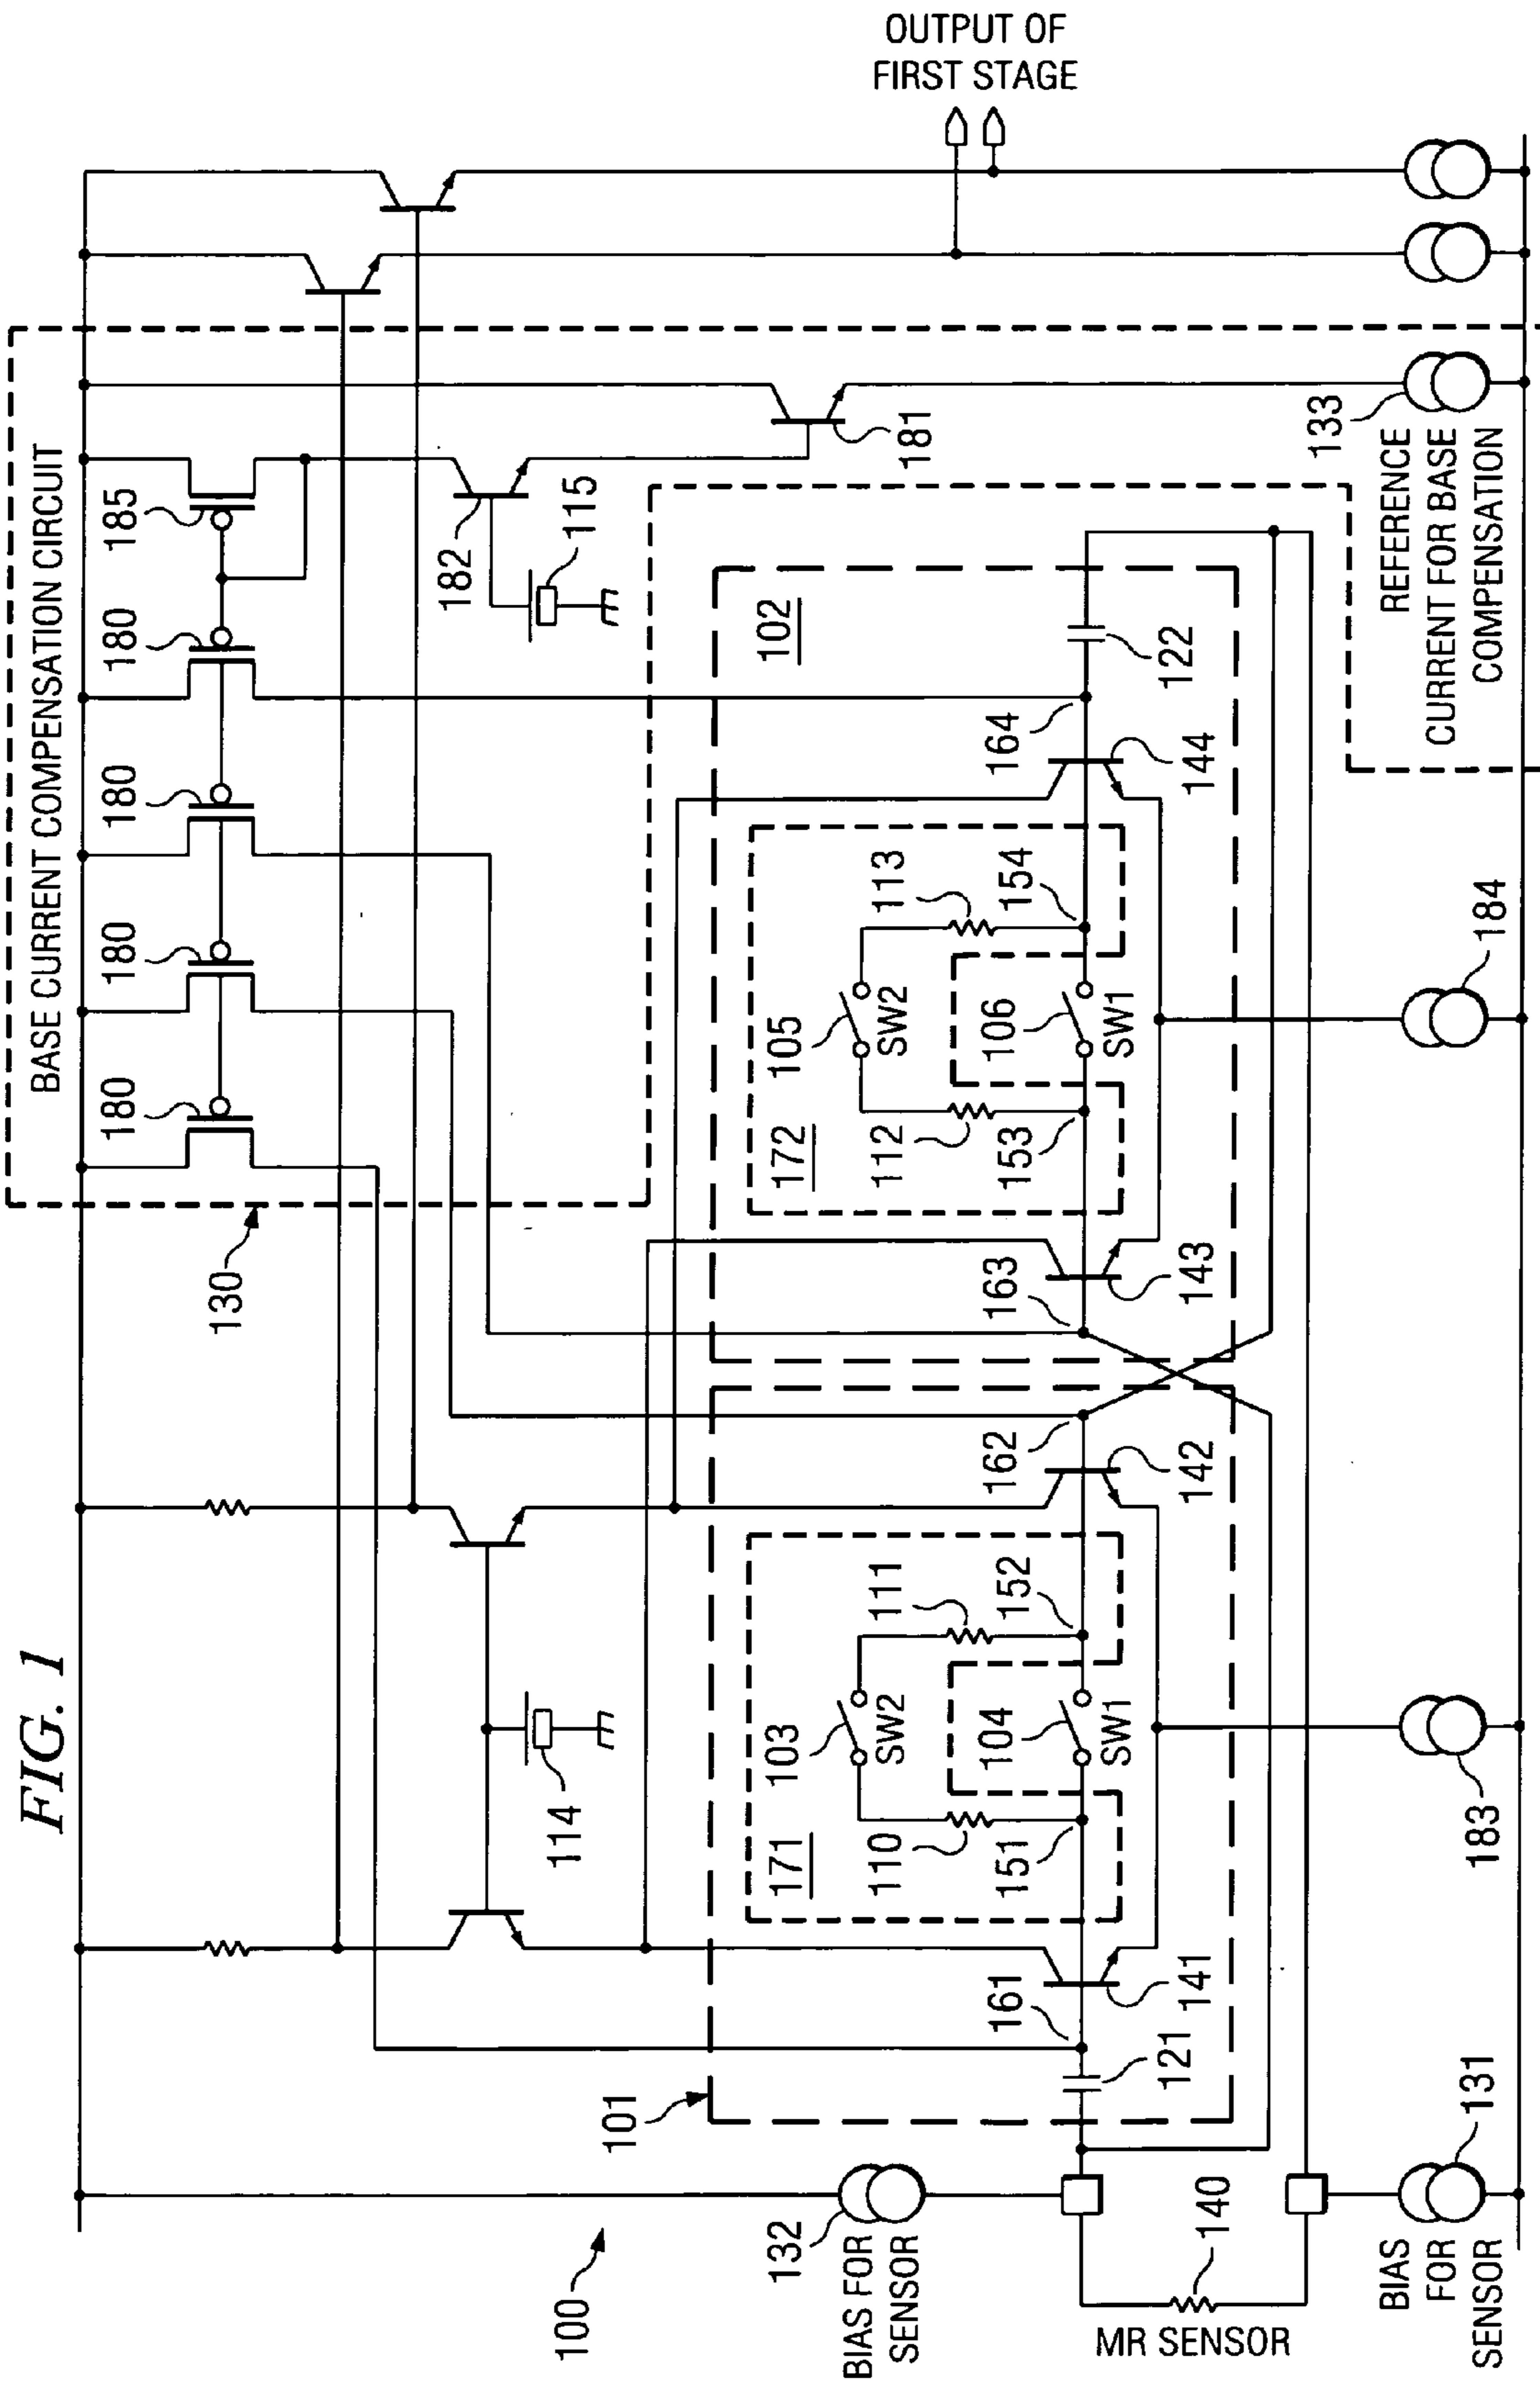 FIG. 1
BASE CURRENT COMPENSATION CIRCUIT
130
180
180
180
180
185
182
115
181
OUTPUT OF
FIRST STAGE
114
100
101
132
BIAS FOR
SENSOR
171
103
SW2
110
111
104
SW1
151
152
161
162
121
141
142
102
172
105
SW2
112
113
106
SW1
153
154
163
164
143
144
122
133
REFERENCE
CURRENT FOR BASE
COMPENSATION
140
MR SENSOR
131
BIAS
FOR
SENSOR
183
184